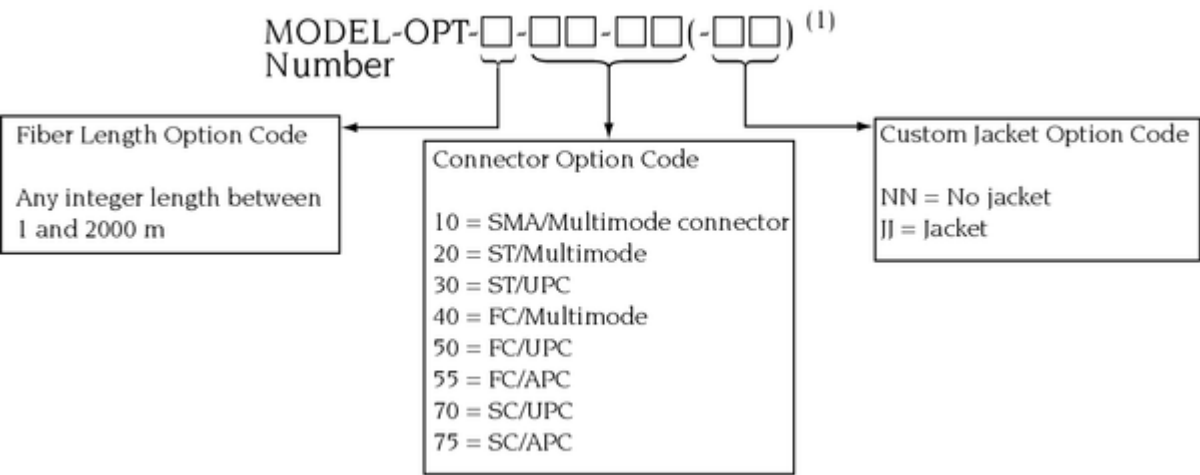 MODEL-OPT-□-□□-□□(-□□) (1)
Number
Fiber Length Option Code
Any integer length between
1 and 2000 m
Connector Option Code
10 = SMA/Multimode connector
20 = ST/Multimode
30 = ST/UPC
40 = FC/Multimode
50 = FC/UPC
55 = FC/APC
70 = SC/UPC
75 = SC/APC
Custom Jacket Option Code
NN = No jacket
JJ = Jacket